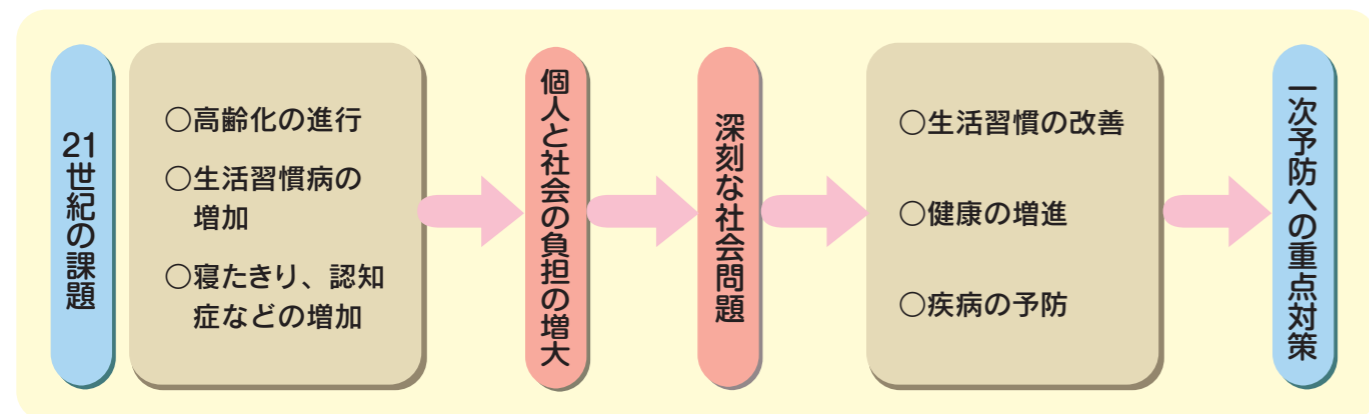 21世紀の課題
○高齢化の進行
○生活習慣病の
増加
○寝たきり、認知
症などの増加
個人と社会の負担の増大
深刻な社会問題
○生活習慣の改善
○健康の増進
○疾病の予防
一次予防への重点対策